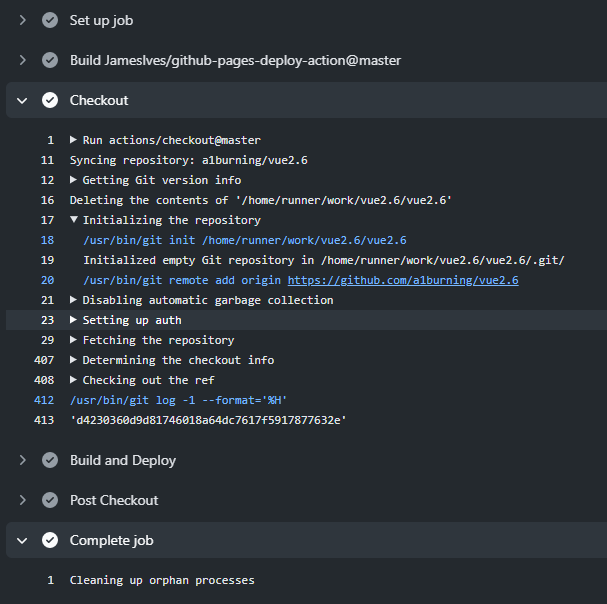 Set up job
Build JamesIves/github-pages-deploy-action@master
Checkout
1 Run actions/checkout@master
11 Syncing repository: a1burning/vue2.6
12 Getting Git version info
16 Deleting the contents of '/home/runner/work/vue2.6/vue2.6'
17 Initializing the repository
18 /usr/bin/git init /home/runner/work/vue2.6/vue2.6
19 Initialized empty Git repository in /home/runner/work/vue2.6/vue2.6/.git/
20 /usr/bin/git remote add origin https://github.com/a1burning/vue2.6
21 Disabling automatic garbage collection
23 Setting up auth
29 Fetching the repository
407 Determining the checkout info
408 Checking out the ref
412 /usr/bin/git log -1 --format='%H'
413 'd4230360d9d81746018a64dc7617f5917877632e'
Build and Deploy
Post Checkout
Complete job
1 Cleaning up orphan processes